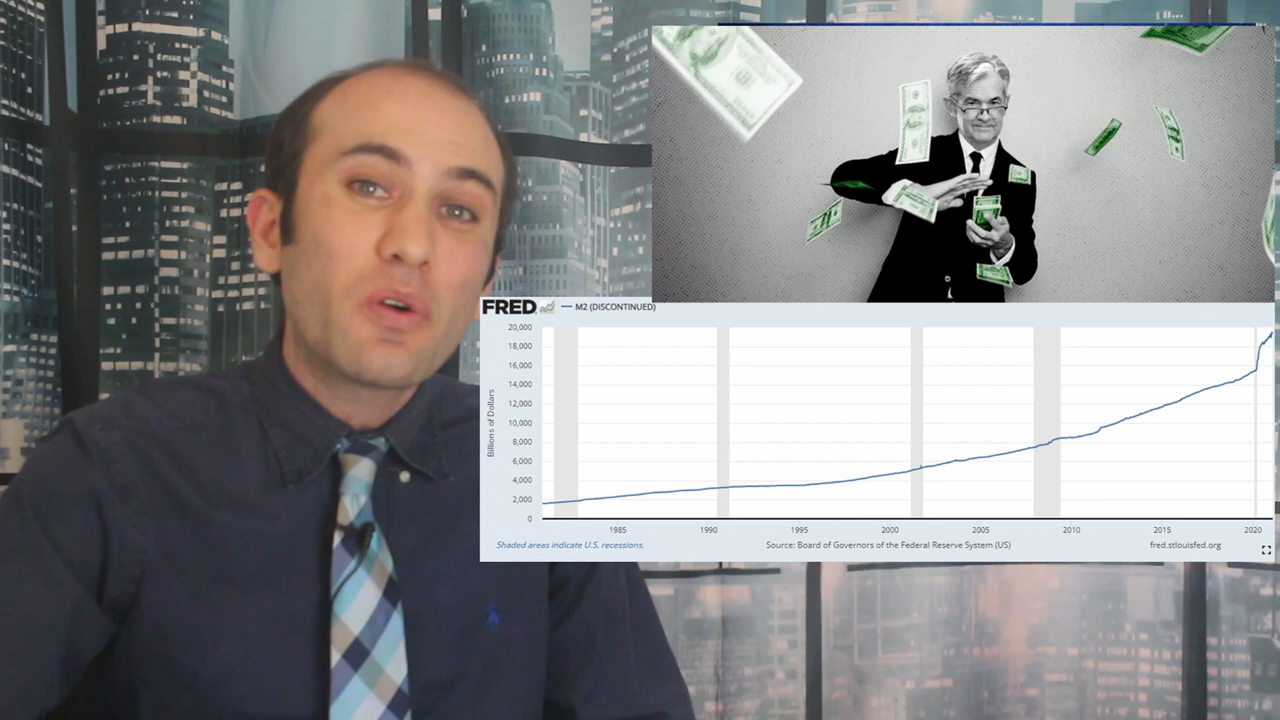 FRED M2 (DISCONTINUED)
20,000
18,000
16,000
14,000
12,000
10,000
8,000
6,000
4,000
2,000
0
Billions of Dollars
1985 1990 1995 2000 2005 2010 2015 2020
Shaded areas indicate U.S. recessions. Source: Board of Governors of the Federal Reserve System (US) fred.stlouisfed.org